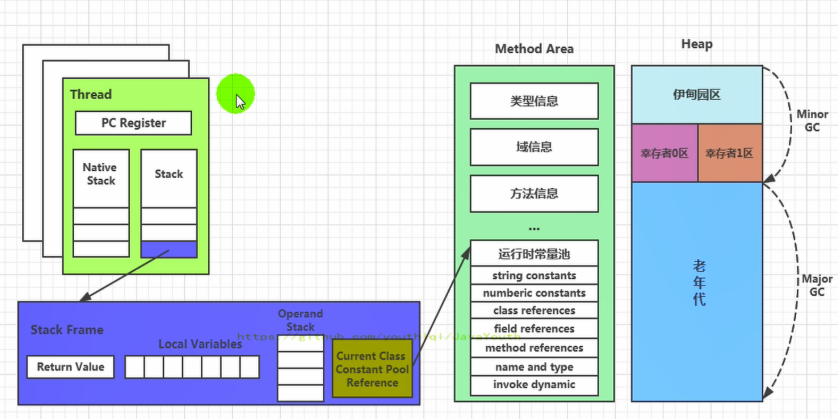 Thread
PC Register
Native
Stack
Stack
Stack Frame
Return Value
Local Variables
Operand
Stack
Current Class
Constant Pool
Reference
https://github.com/youthlql/JavaYouth
Method Area
类型信息
域信息
方法信息
...
运行时常量池
string constants
numberic constants
class references
field references
method references
name and type
invoke dynamic
Heap
伊甸园区
幸存者0区
幸存者1区
老
年
代
Minor
GC
Major
GC